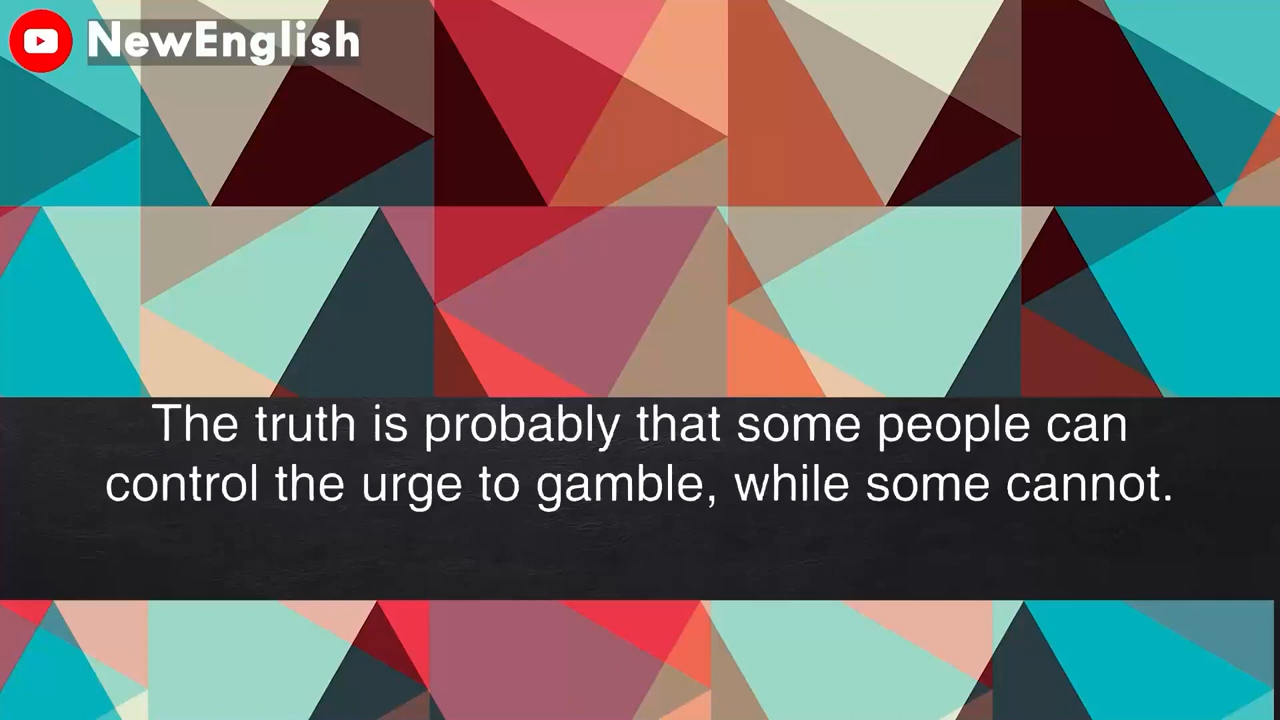 NewEnglish
The truth is probably that some people can
control the urge to gamble, while some cannot.